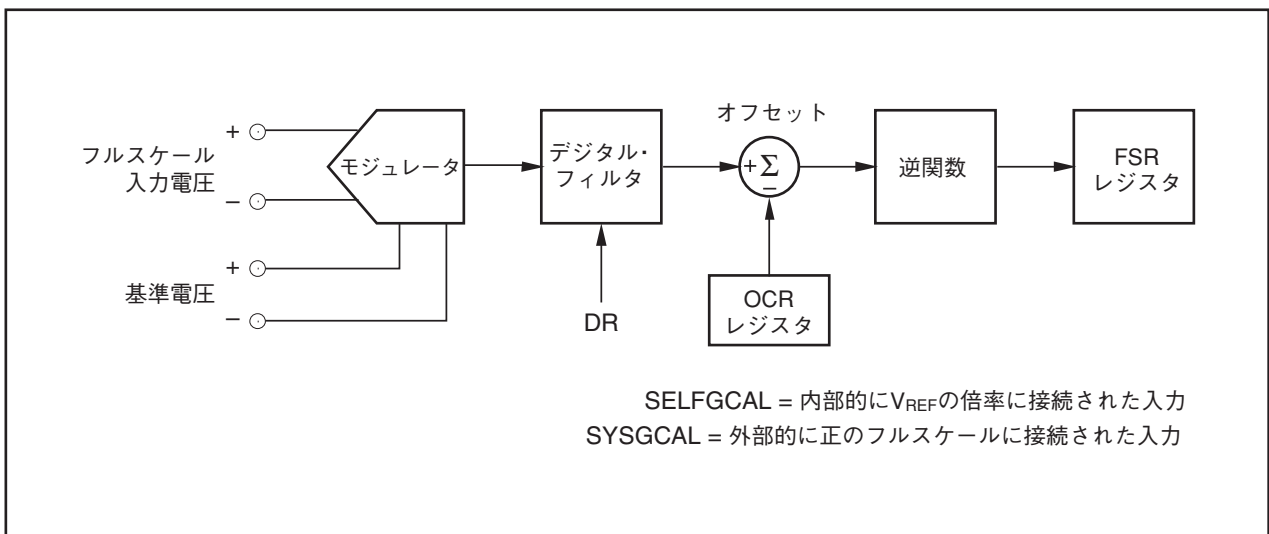 オフセット
+
フルスケール
入力電圧
−
モジュレータ
デジタル・
フィルタ
+Σ
−
逆関数
FSR
レジスタ
+
基準電圧
−
DR
OCR
レジスタ
SELFGCAL = 内部的にVREFの倍率に接続された入力
SYSGCAL = 外部的に正のフルスケールに接続された入力